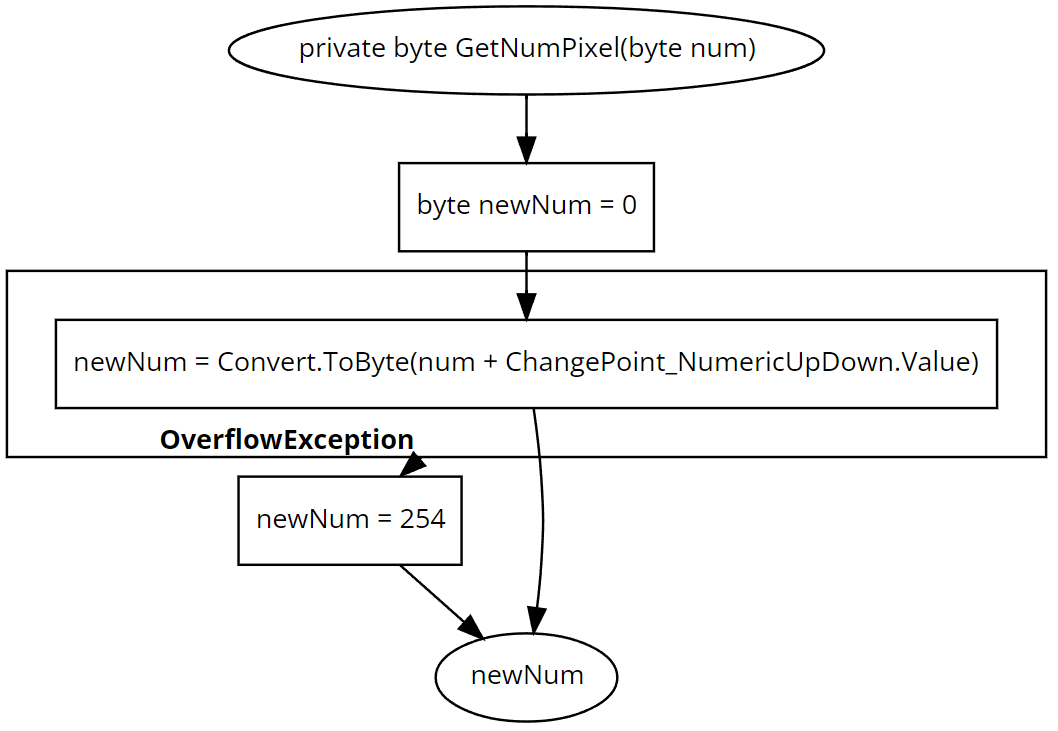 private byte GetNumPixel(byte num)
byte newNum = 0
newNum = Convert.ToByte(num + ChangePoint_NumericUpDown.Value)
OverflowException
newNum = 254
newNum